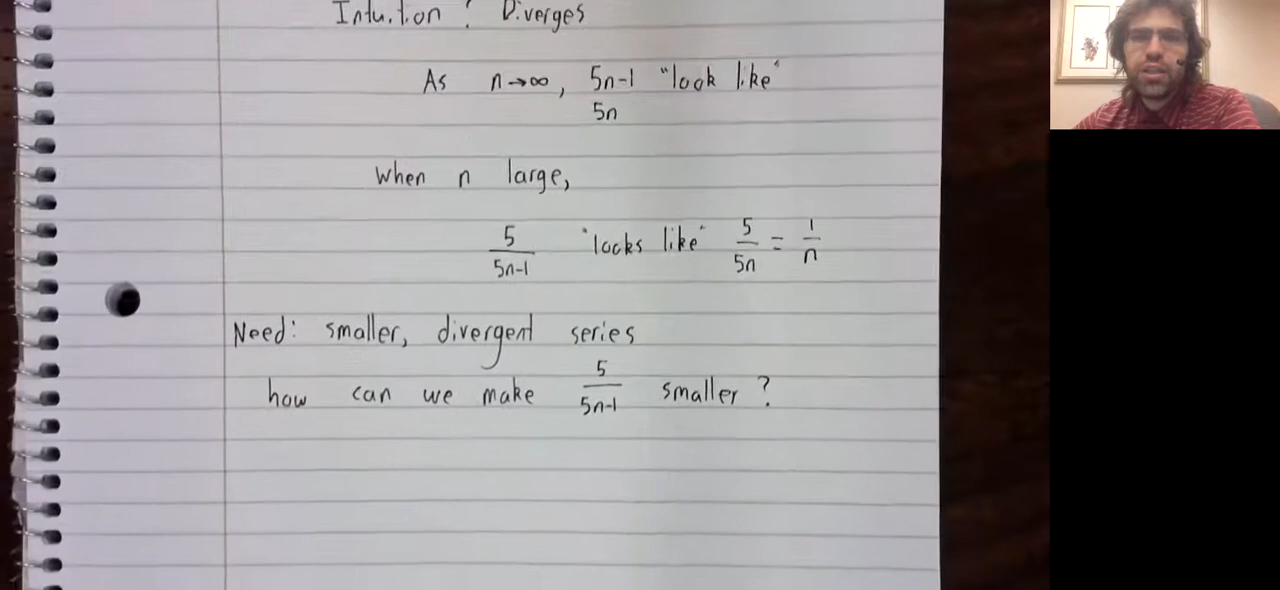 Intuition? Diverges
As n→∞, 5n-1 "look like"
5n
When n large,
5/(5n-1) "looks like" 5/5n = 1/n
Need: smaller, divergent series
how can we make 5/(5n-1) smaller?